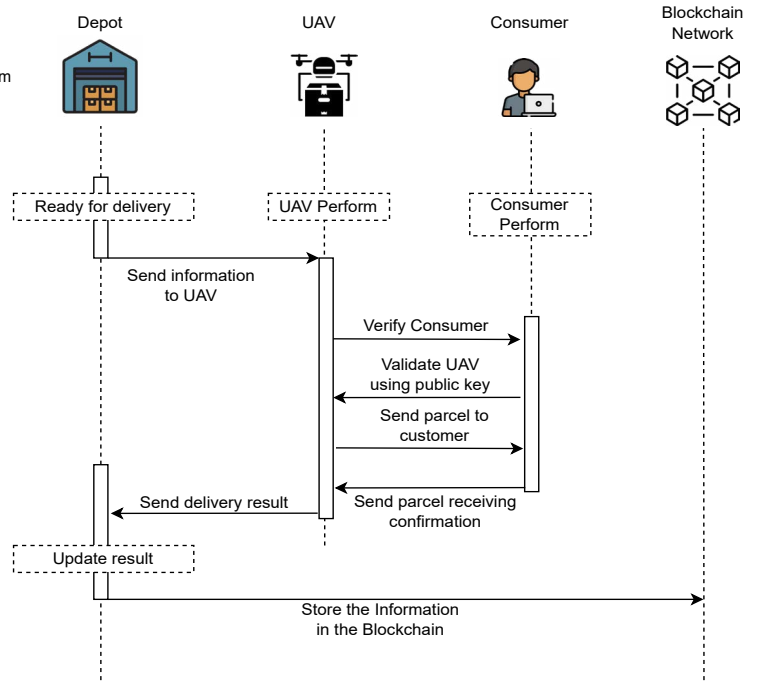 Depot
UAV
Consumer
Blockchain
Network
m
Ready for delivery
UAV Perform
Consumer
Perform
Send information
to UAV
Verify Consumer
Validate UAV
using public key
Send parcel to
customer
Send delivery result
Send parcel receiving
confirmation
Update result
Store the Information
in the Blockchain